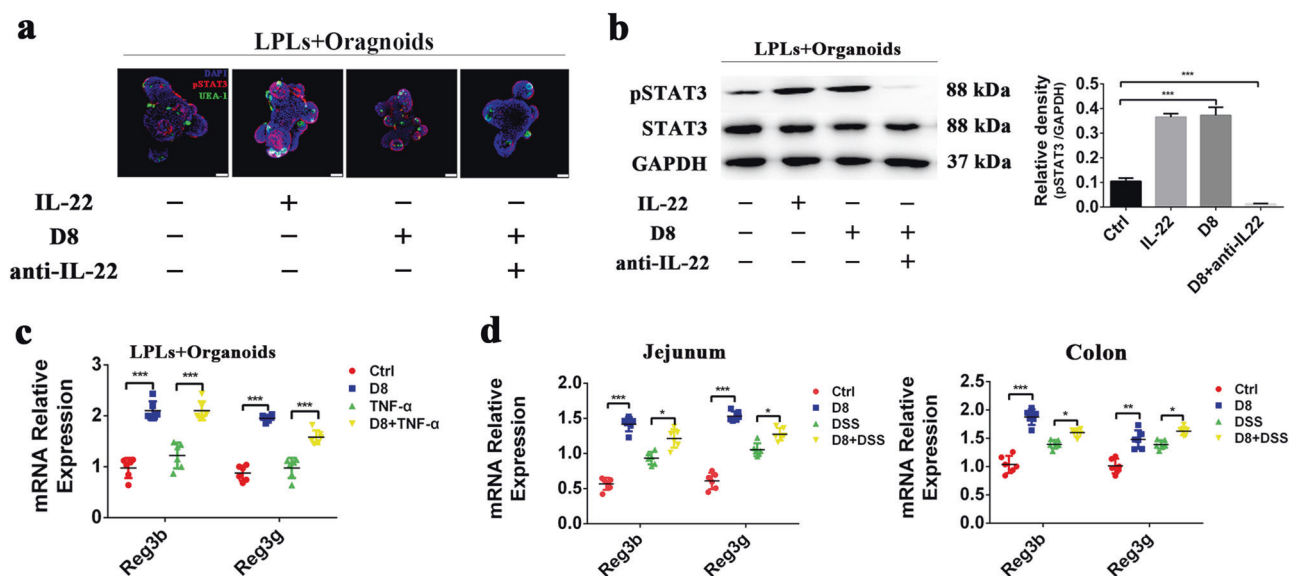 a
LPLs+Oragnoids
DAPI
pSTAT3
UEA-1
IL-22 − + − −
D8 − − + +
anti-IL-22 − − − +
b
LPLs+Organoids
pSTAT3 88 kDa
STAT3 88 kDa
GAPDH 37 kDa
IL-22 − + − −
D8 − − + +
anti-IL-22 − − − +
Relative density
(pSTAT3 /GAPDH)
0.5
0.4
0.3
0.2
0.1
0.0
***
***
Ctrl
IL-22
D8
D8+anti-IL22
c
LPLs+Organoids
mRNA Relative
Expression
3
2
1
0
*** *** *** ***
Reg3b
Reg3g
Ctrl
D8
TNF-α
D8+TNF-α
d
Jejunum
mRNA Relative
Expression
2.0
1.5
1.0
0.5
0.0
*** * *** *
Reg3b
Reg3g
Ctrl
D8
DSS
D8+DSS
Colon
mRNA Relative
Expression
2.5
2.0
1.5
1.0
0.5
0.0
*** * ** *
Reg3b
Reg3g
Ctrl
D8
DSS
D8+DSS